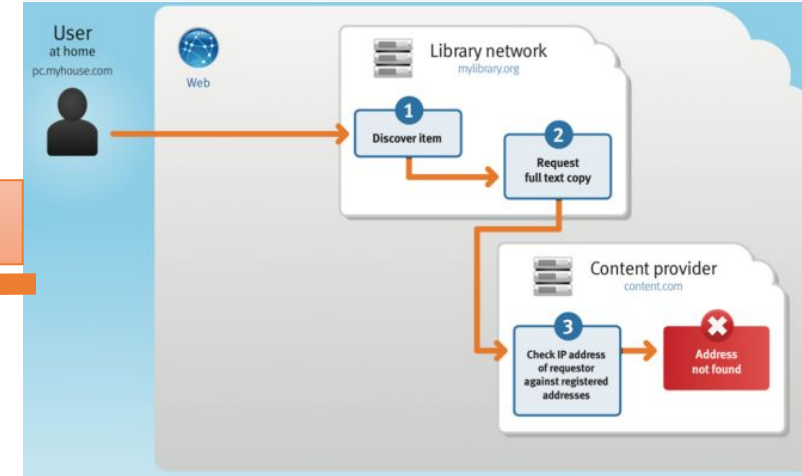 User
at home
pc.myhouse.com
Web
Library network
mylibrary.org
1
Discover item
2
Request
full text copy
Content provider
content.com
3
Check IP address
of requestor
against registered
addresses
Address
not found